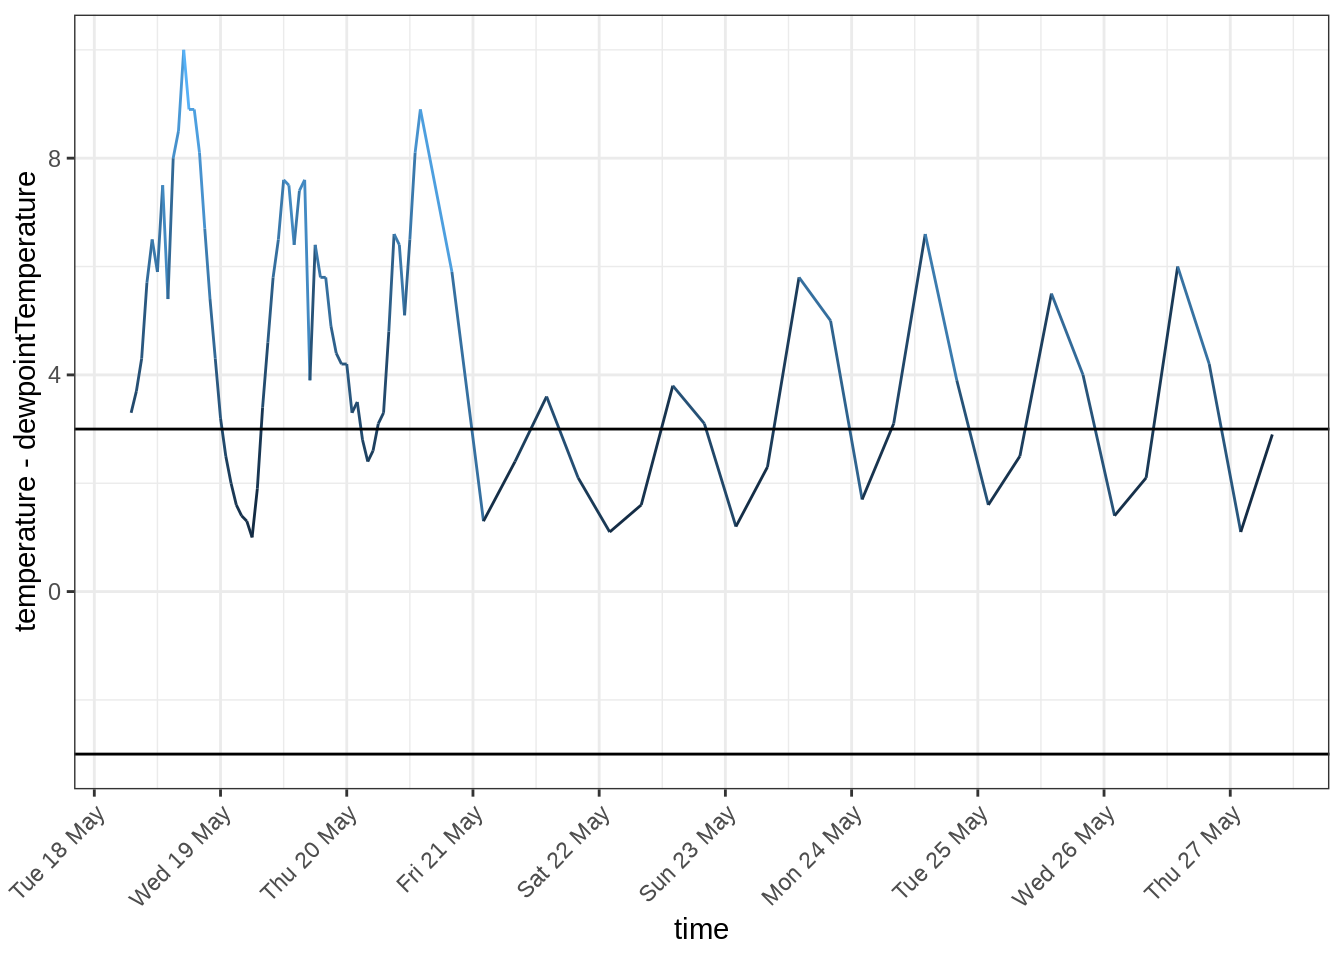 temperature - dewpointTemperature
8
4
0
Tue 18 May
Wed 19 May
Thu 20 May
Fri 21 May
Sat 22 May
Sun 23 May
Mon 24 May
Tue 25 May
Wed 26 May
Thu 27 May
time